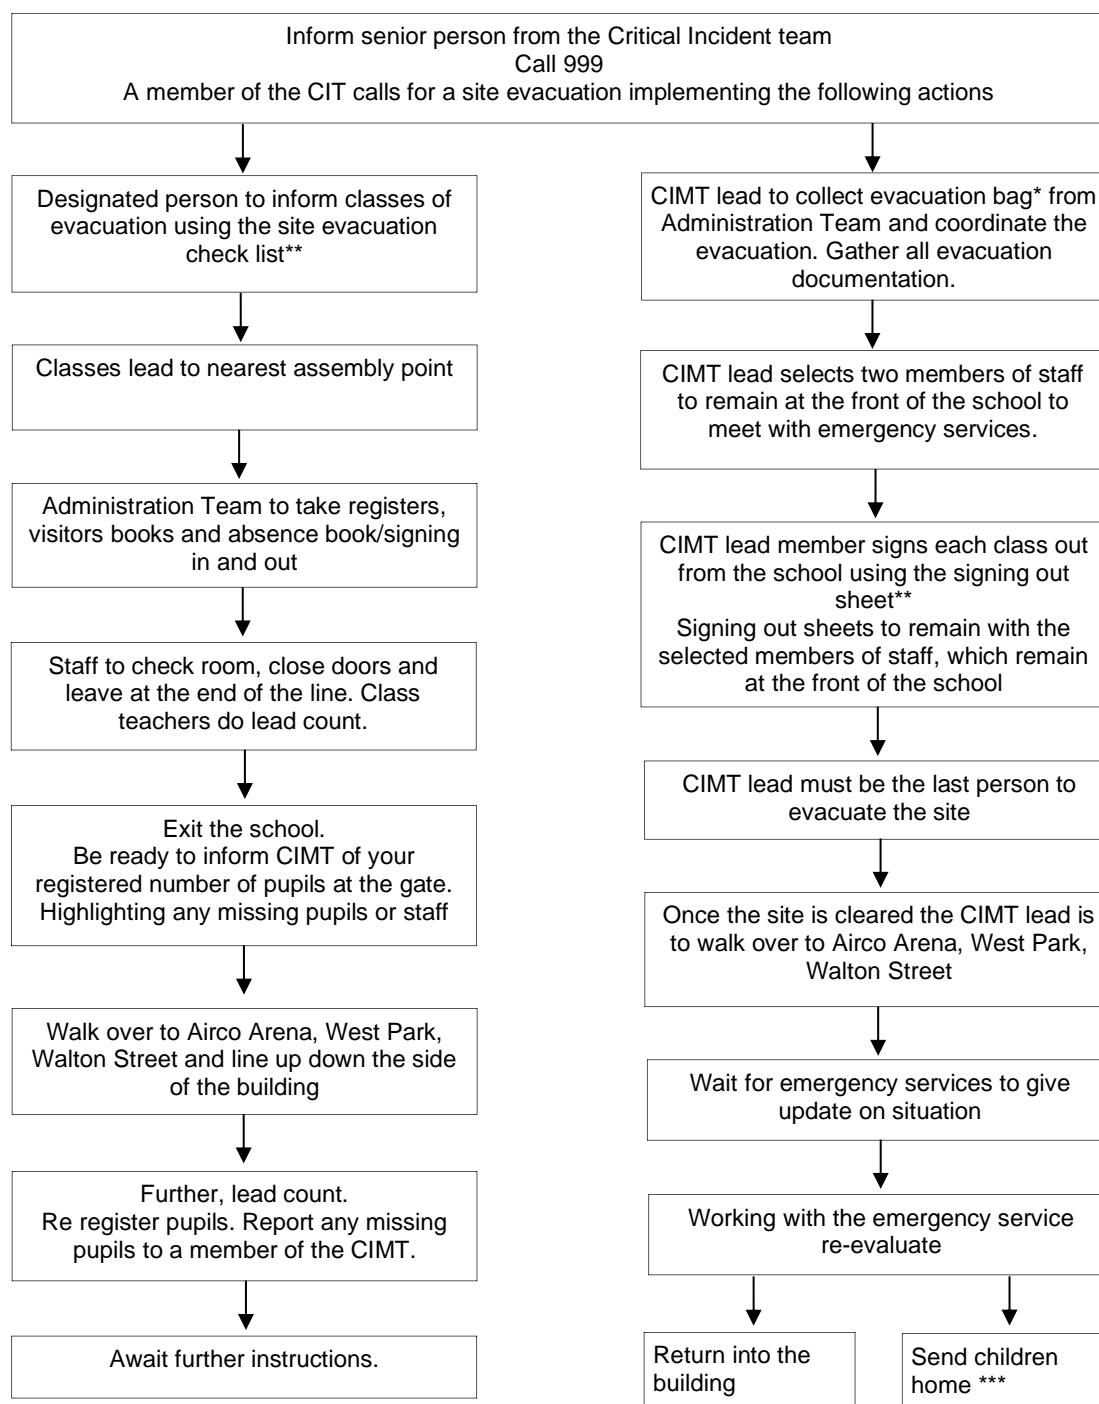 Inform senior person from the Critical Incident team
Call 999
A member of the CIT calls for a site evacuation implementing the following actions
Designated person to inform classes of
evacuation using the site evacuation
check list**
Classes lead to nearest assembly point
Administration Team to take registers,
visitors books and absence book/signing
in and out
Staff to check room, close doors and
leave at the end of the line. Class
teachers do lead count.
Exit the school.
Be ready to inform CIMT of your
registered number of pupils at the gate.
Highlighting any missing pupils or staff
Walk over to Airco Arena, West Park,
Walton Street and line up down the side
of the building
Further, lead count.
Re register pupils. Report any missing
pupils to a member of the CIMT.
Await further instructions.
CIMT lead to collect evacuation bag* from
Administration Team and coordinate the
evacuation. Gather all evacuation
documentation.
CIMT lead selects two members of staff
to remain at the front of the school to
meet with emergency services.
CIMT lead member signs each class out
from the school using the signing out
sheet**
Signing out sheets to remain with the
selected members of staff, which remain
at the front of the school
CIMT lead must be the last person to
evacuate the site
Once the site is cleared the CIMT lead is
to walk over to Airco Arena, West Park,
Walton Street
Wait for emergency services to give
update on situation
Working with the emergency service
re-evaluate
Return into the
building
Send children
home ***